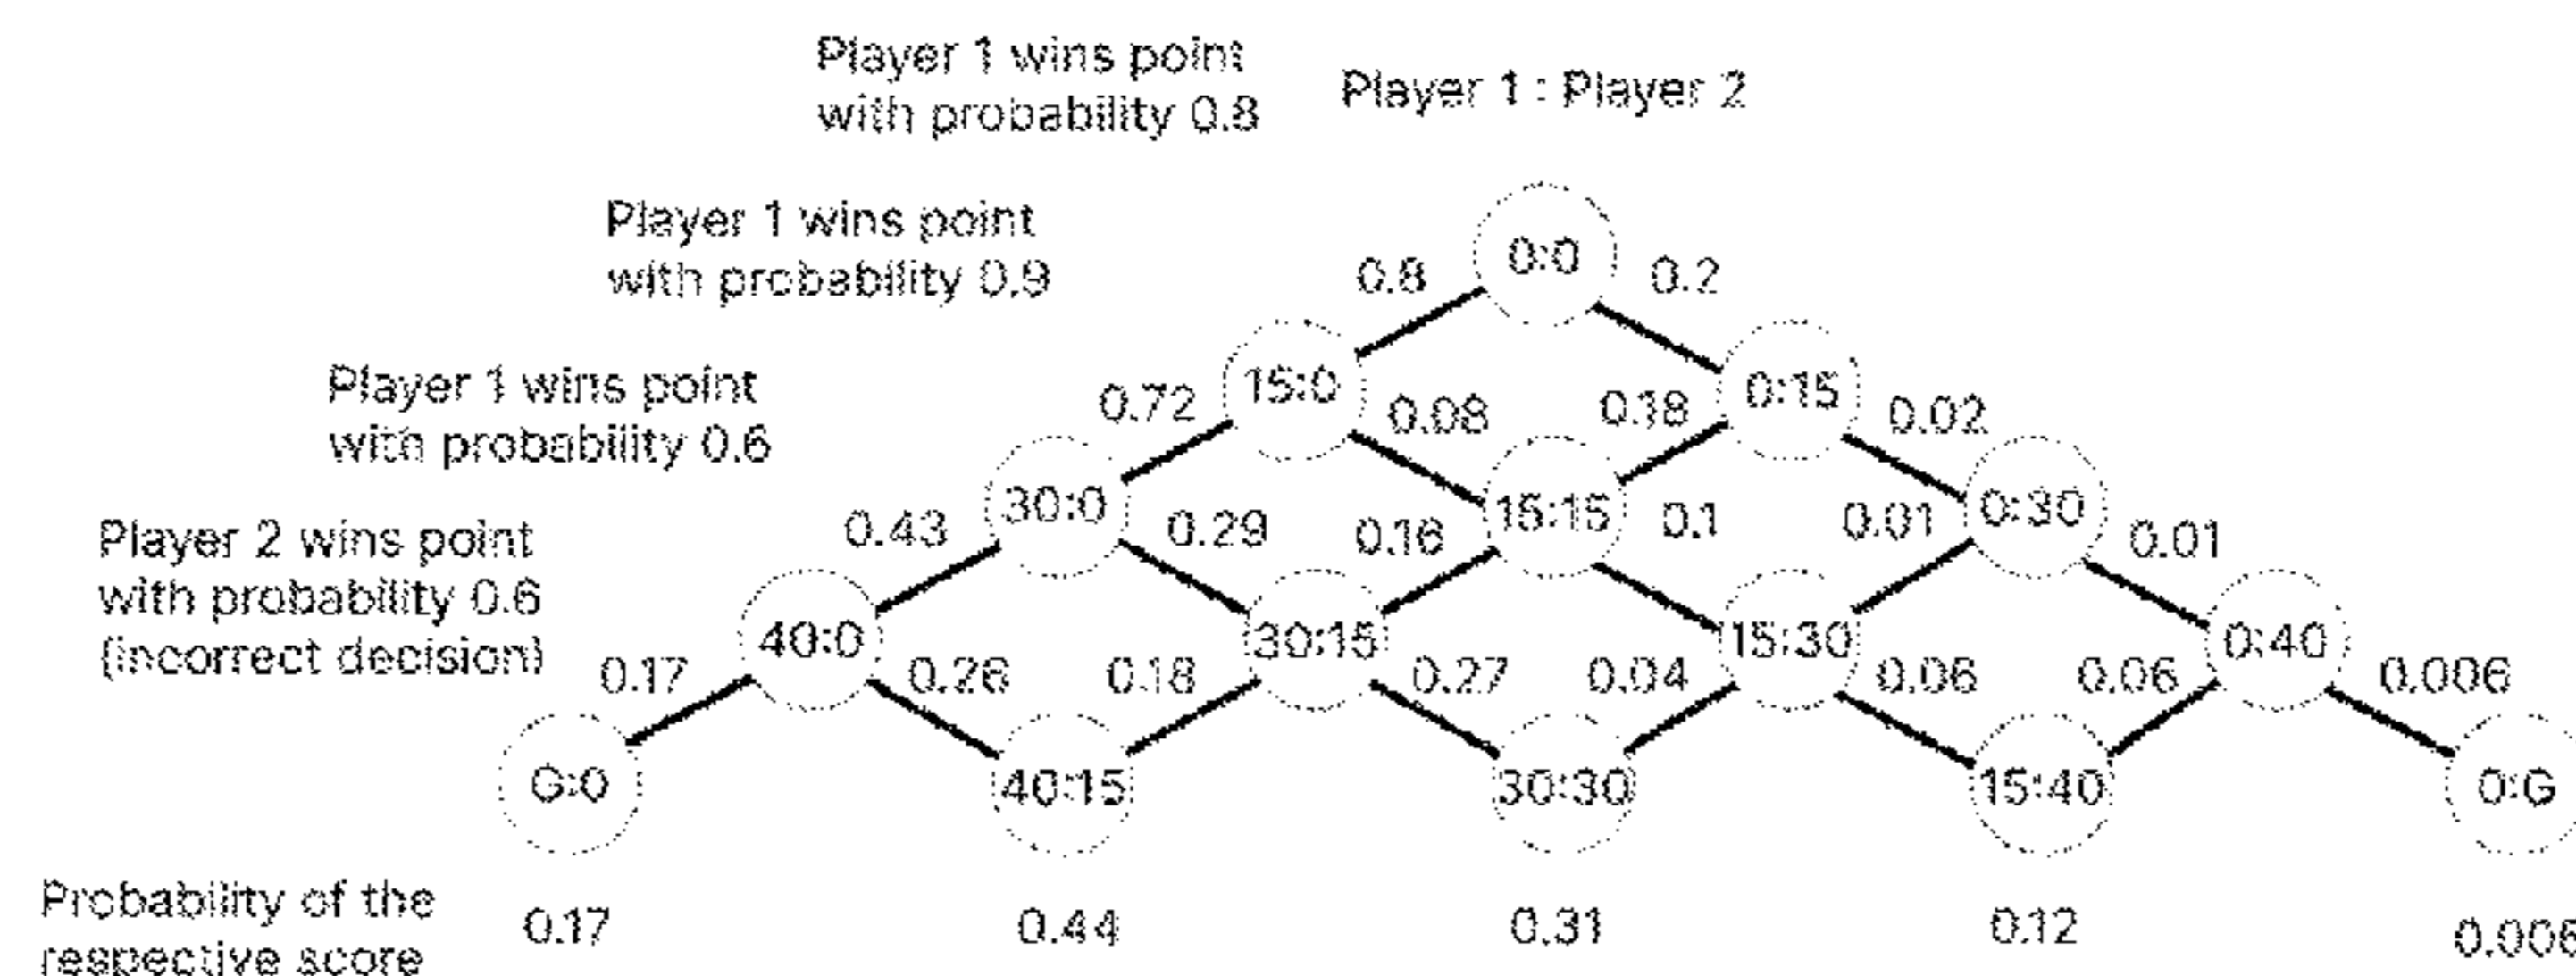 Player 1 wins point
with probability 0.8
Player 1 : Player 2
Player 1 wins point
with probability 0.9
0:0
0.8
0.2
Player 1 wins point
with probability 0.6
15:0
0:15
0.72
0.08
0.18
0.02
Player 2 wins point
with probability 0.6
(incorrect decision)
30:0
15:15
0:30
0.43
0.29
0.16
0.1
0.01
0.01
40:0
30:15
15:30
0:40
0.17
0.26
0.18
0.27
0.04
0.06
0.06
0.006
G:0
40:15
30:30
15:40
0:G
Probability of the
respective score
0.17
0.44
0.31
0.12
0.006